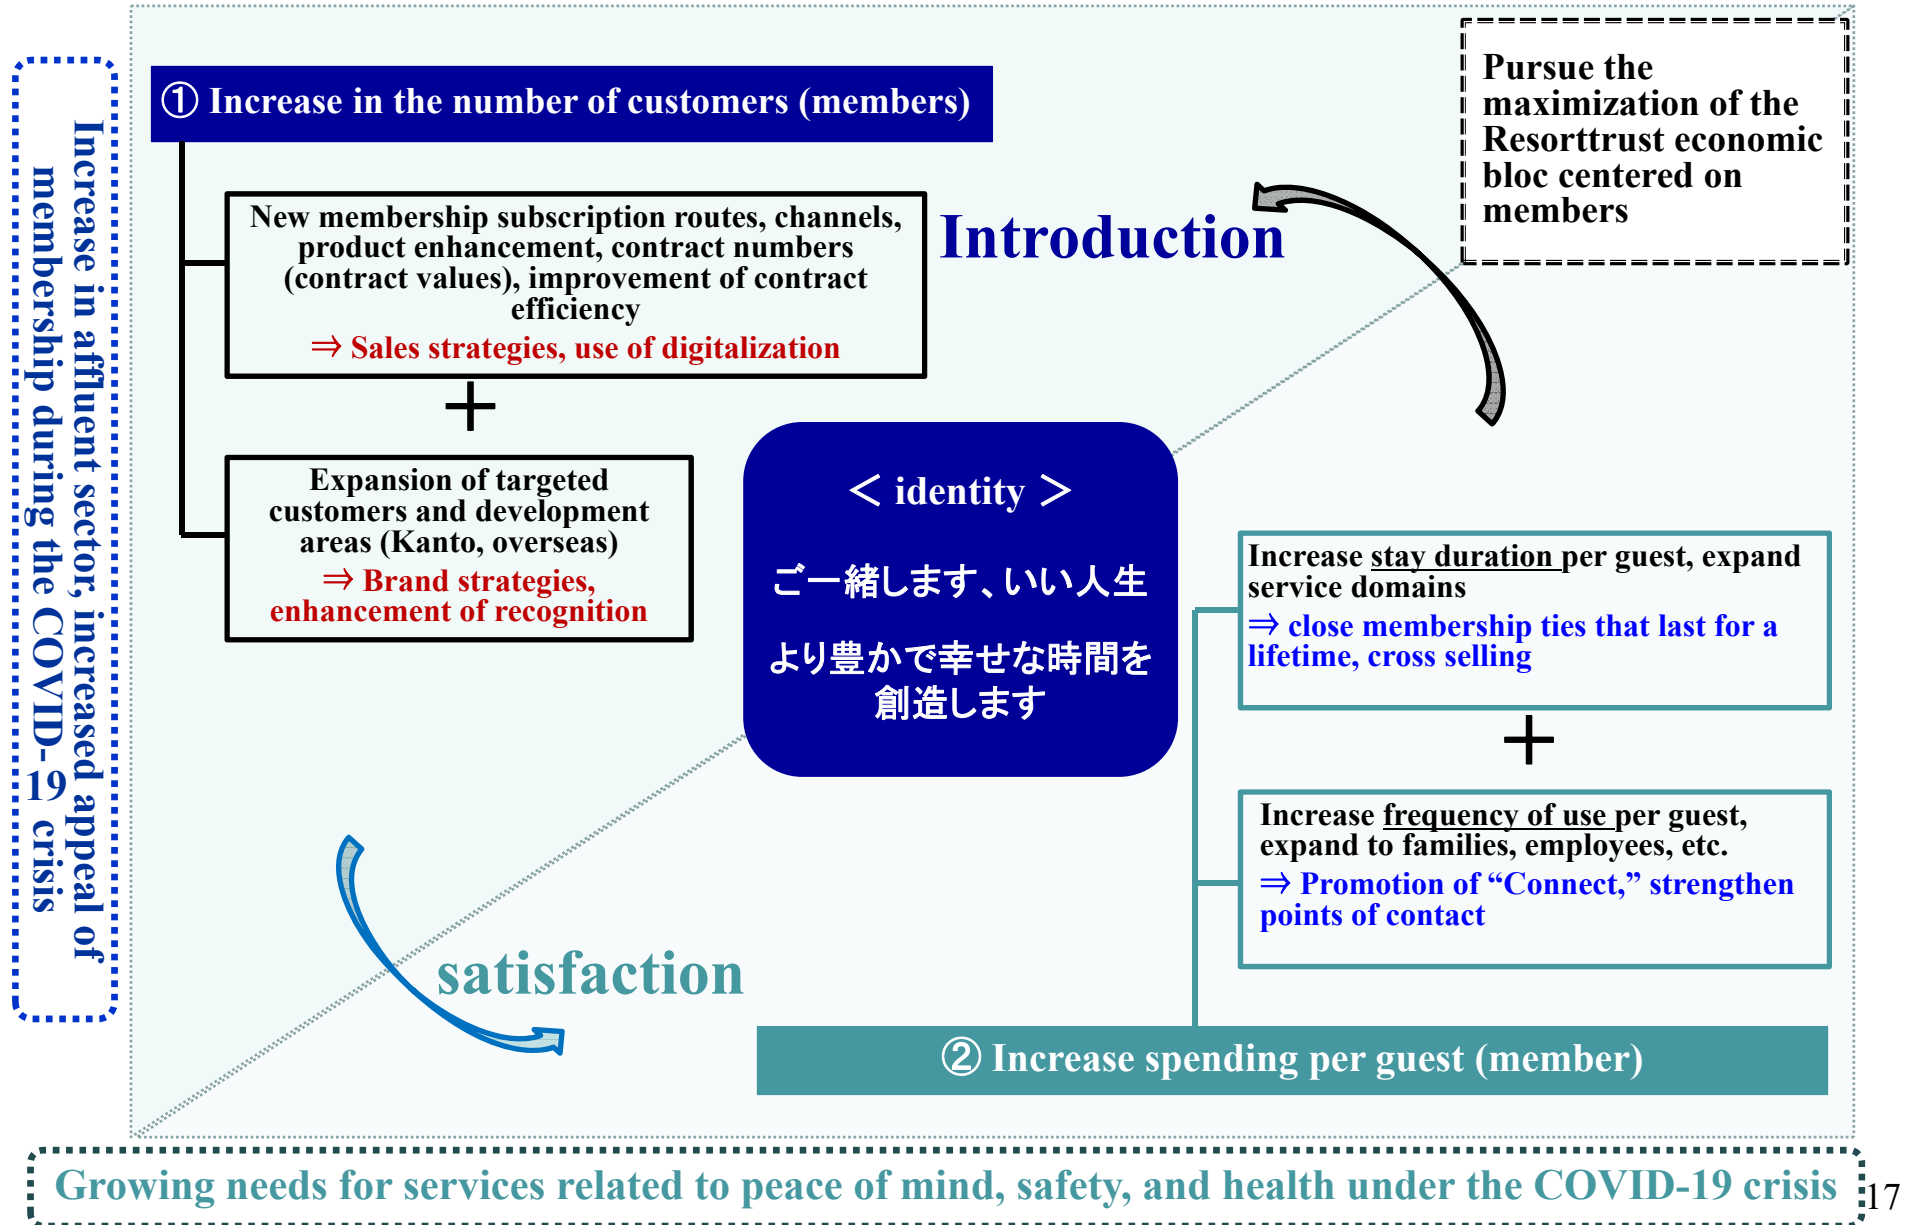 Increase in affluent sector, increased appeal of
membership during the COVID-19 crisis
① Increase in the number of customers (members)
New membership subscription routes, channels,
product enhancement, contract numbers
(contract values), improvement of contract
efficiency
⇒ Sales strategies, use of digitalization
+
Expansion of targeted
customers and development
areas (Kanto, overseas)
⇒ Brand strategies,
enhancement of recognition
Introduction
Pursue the
maximization of the
Resorttrust economic
bloc centered on
members
＜ identity ＞
ご一緒します、いい人生
より豊かで幸せな時間を
創造します
satisfaction
Increase stay duration per guest, expand
service domains
⇒ close membership ties that last for a
lifetime, cross selling
+
Increase frequency of use per guest,
expand to families, employees, etc.
⇒ Promotion of “Connect,” strengthen
points of contact
② Increase spending per guest (member)
Growing needs for services related to peace of mind, safety, and health under the COVID-19 crisis
17